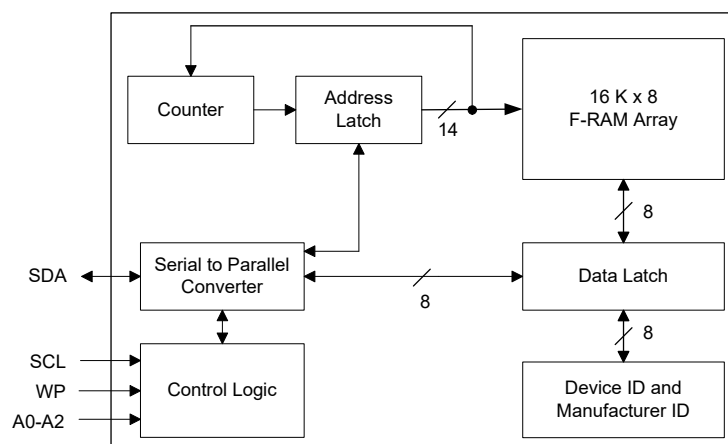 Counter
Address
Latch
14
16 K x 8
F-RAM Array
8
SDA
Serial to Parallel
Converter
8
Data Latch
8
SCL
WP
A0-A2
Control Logic
Device ID and
Manufacturer ID